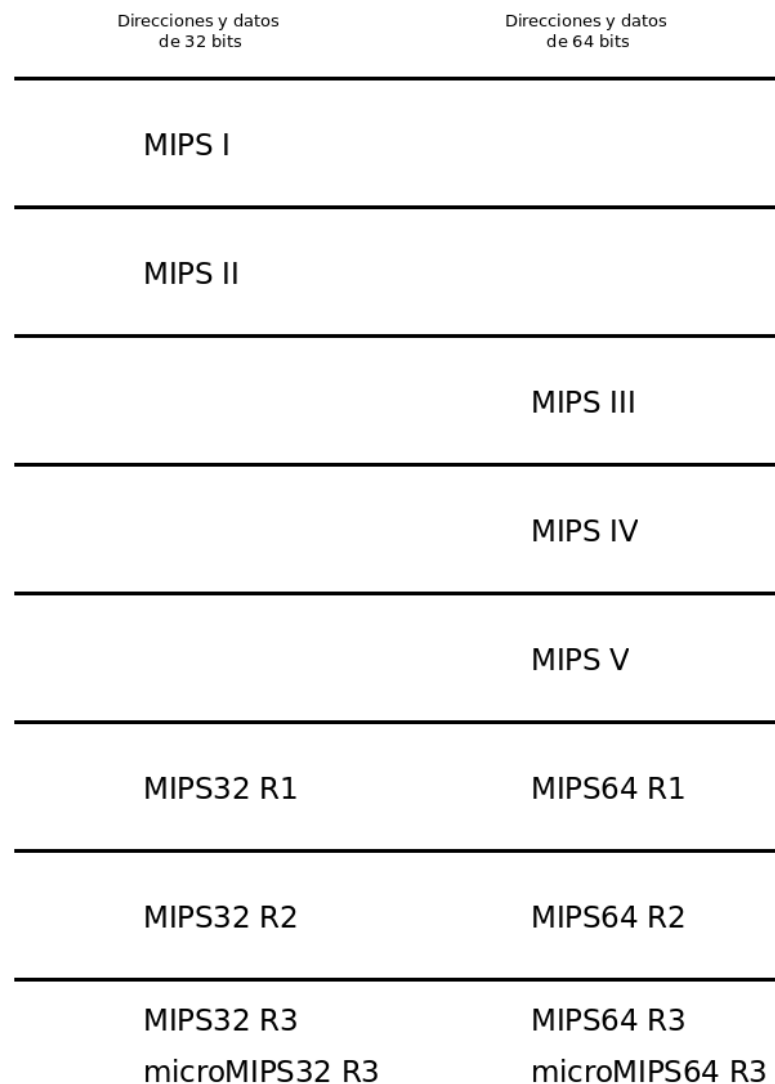 Direcciones y datos
de 32 bits
Direcciones y datos
de 64 bits
MIPS I
MIPS II
MIPS III
MIPS IV
MIPS V
MIPS32 R1
MIPS64 R1
MIPS32 R2
MIPS64 R2
MIPS32 R3
MIPS64 R3
microMIPS32 R3
microMIPS64 R3